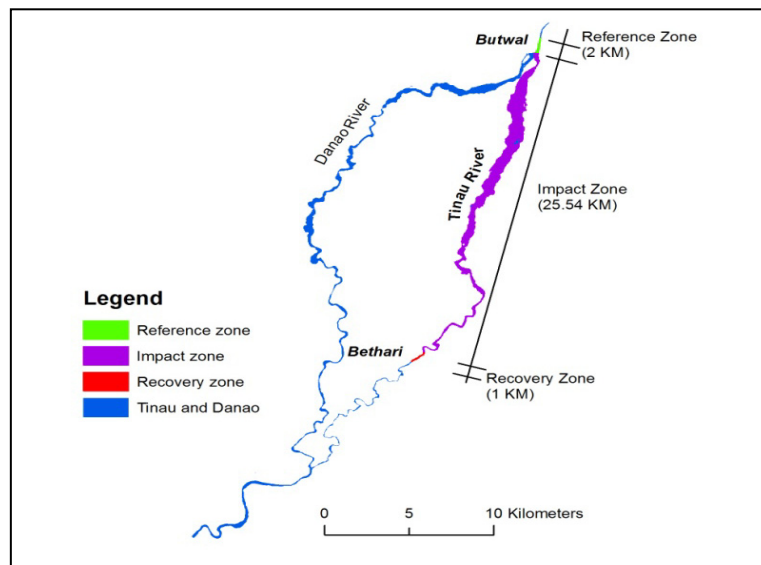 Butwal
Reference Zone
(2 KM)
Danao River
Tinau River
Impact Zone
(25.54 KM)
Legend
Reference zone
Impact zone
Recovery zone
Tinau and Danao
Bethari
Recovery Zone
(1 KM)
0 5 10 Kilometers